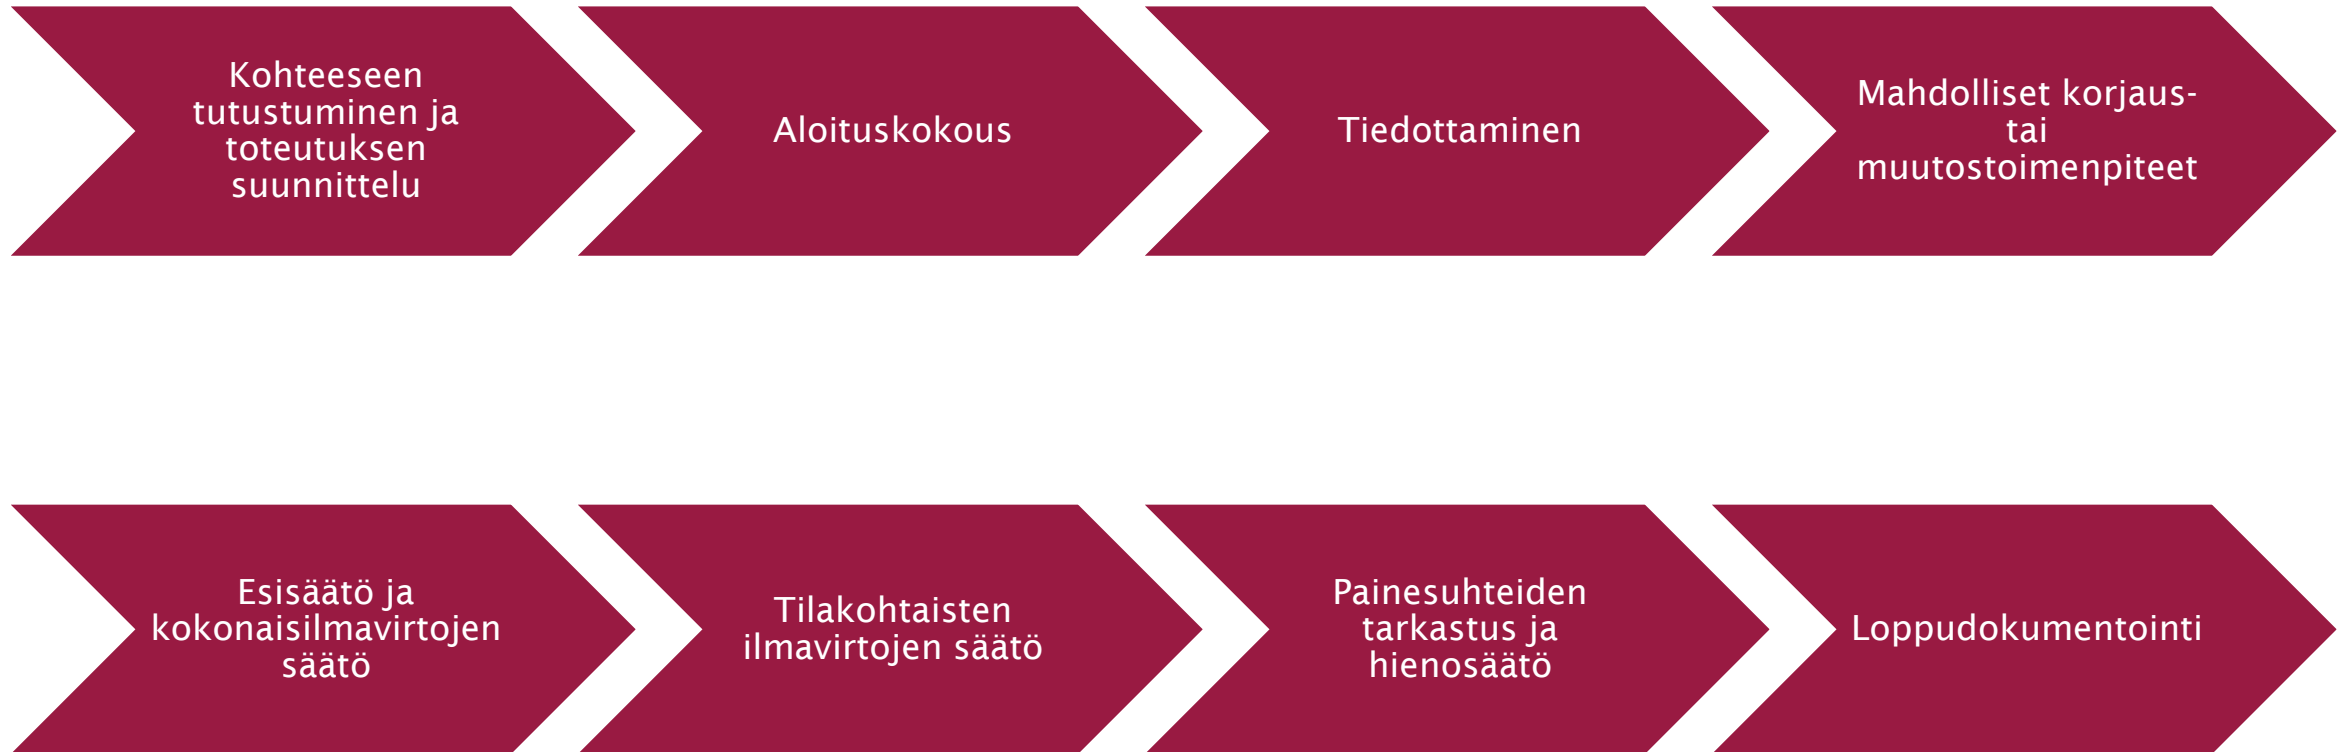 Kohteeseen
tutustuminen ja
toteutuksen
suunnittelu
Aloituskokous
Tiedottaminen
Mahdolliset korjaus-
tai
muutostoimenpiteet
Esisäätö ja
kokonaisilmavirtojen
säätö
Tilakohtaisten
ilmavirtojen säätö
Painesuhteiden
tarkastus ja
hienosäätö
Loppudokumentointi